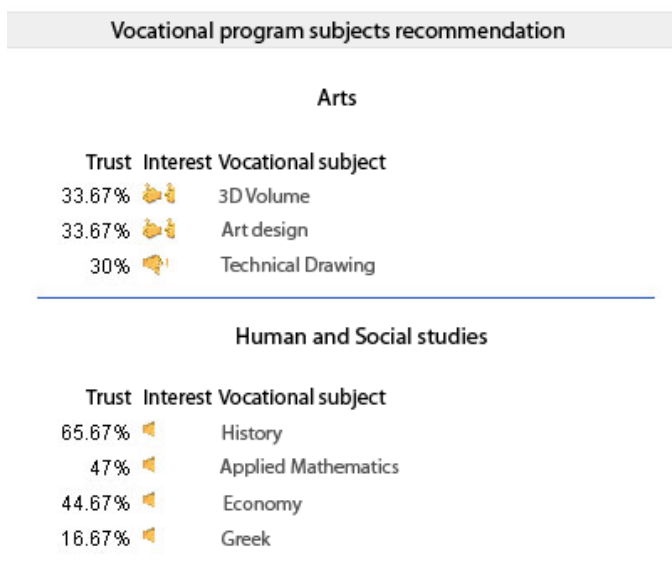 Vocational program subjects recommendation
Arts
Trust Interest Vocational subject
33.67% 3D Volume
33.67% Art design
30% Technical Drawing
Human and Social studies
Trust Interest Vocational subject
65.67% History
47% Applied Mathematics
44.67% Economy
16.67% Greek